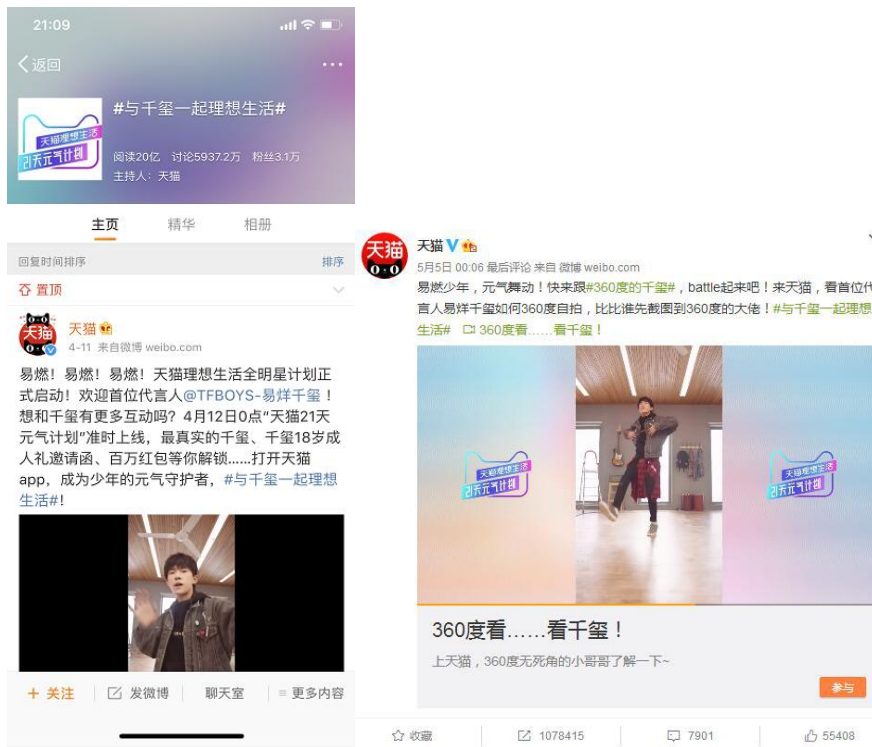 21:09
返回
#与千玺一起理想生活#
天猫理想生活
21天元气计划
阅读20亿 讨论5937.2万 粉丝3.1万
主持人：天猫
主页 精华 相册
回复时间排序 排序
置顶
天猫
天猫
4-11 来自微博 weibo.com
易燃！易燃！易燃！天猫理想生活全明星计划正
式启动！欢迎首位代言人@TFBOYS-易烊千玺！
想和千玺有更多互动吗？4月12日0点“天猫21天
元气计划”准时上线，最真实的千玺、千玺18岁成
人礼邀请函、百万红包等你解锁……打开天猫
app，成为少年的元气守护者，#与千玺一起理想
生活#!
+ 关注 发微博 聊天室 更多内容
天猫
天猫
5月5日 00:06 最后评论 来自 微博 weibo.com
易燃少年，元气舞动！快来跟#360度的千玺#，battle起来吧！来天猫，看首位代
言人易烊千玺如何360度自拍，比比谁先截图到360度的大佬！#与千玺一起理想
生活# 360度看……看千玺！
天猫理想生活
21天元气计划
天猫理想生活
21天元气计划
360度看……看千玺！
上天猫，360度无死角的小哥哥了解一下~
参与
收藏 1078415 7901 55408